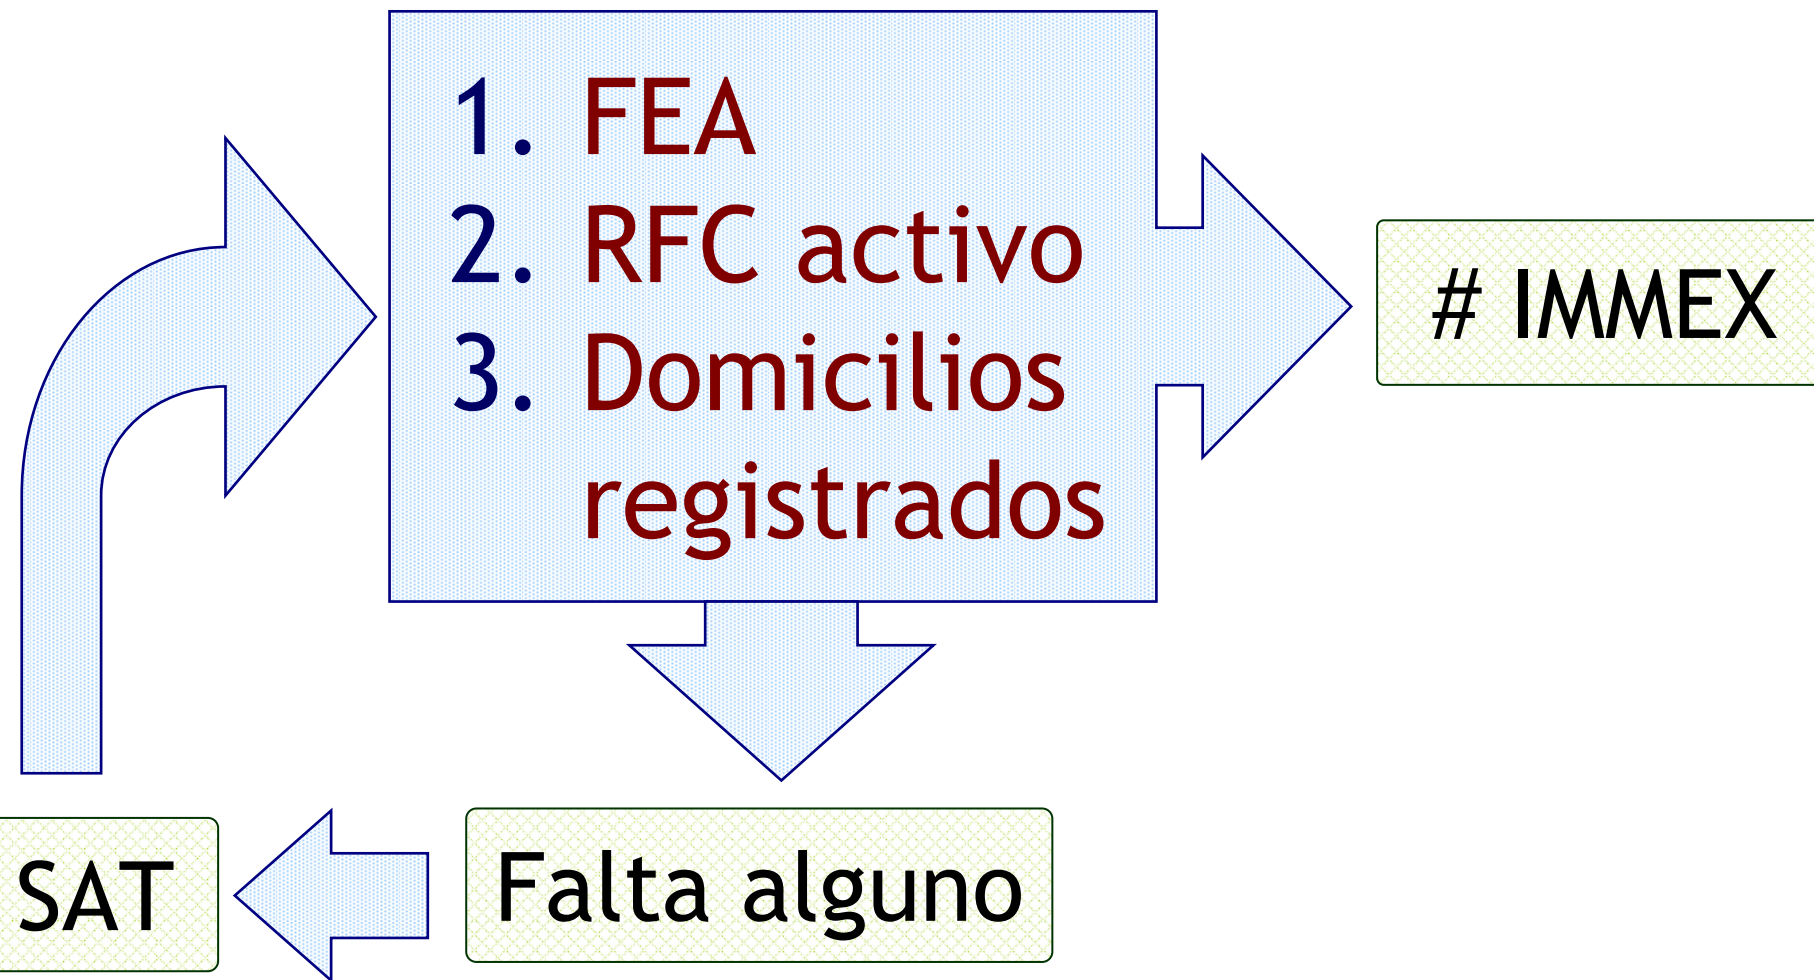 1. FEA
2. RFC activo
3. Domicilios
registrados
# IMMEX
SAT
Falta alguno